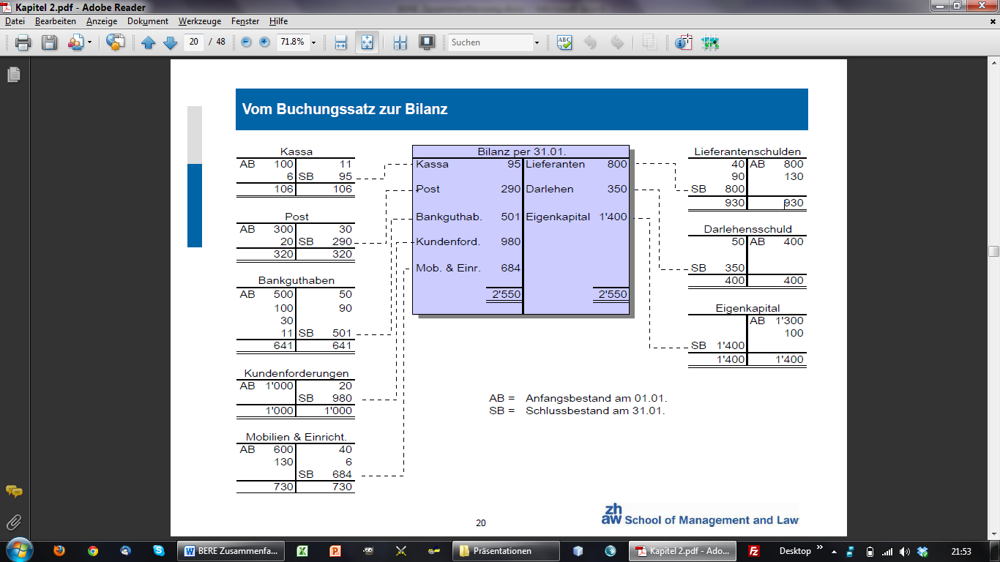 Kapitel 2.pdf - Adobe Reader
Datei Bearbeiten Anzeige Dokument Werkzeuge Fenster Hilfe
20 / 48 71.8% Suchen
Vom Buchungssatz zur Bilanz
Kassa
AB 100 11
6 SB 95
106 106
Post
AB 300 30
20 SB 290
320 320
Bankguthaben
AB 500 50
100 90
30
11 SB 501
641 641
Kundenforderungen
AB 1'000 20
SB 980
1'000 1'000
Mobilien & Einricht.
AB 600 40
130 6
SB 684
730 730
Bilanz per 31.01.
Kassa 95 Lieferanten 800
Post 290 Darlehen 350
Bankguthab. 501 Eigenkapital 1'400
Kundenford. 980
Mob. & Einr. 684
2'550 2'550
Lieferantenschulden
40 AB 800
90 130
SB 800
930 930
Darlehensschuld
50 AB 400
SB 350
400 400
Eigenkapital
AB 1'300
100
SB 1'400
1'400 1'400
AB = Anfangsbestand am 01.01.
SB = Schlussbestand am 31.01.
20
zh
aw School of Management and Law
BERE Zusammenfa... Präsentationen Kapitel 2.pdf - Ado... Desktop 21:53